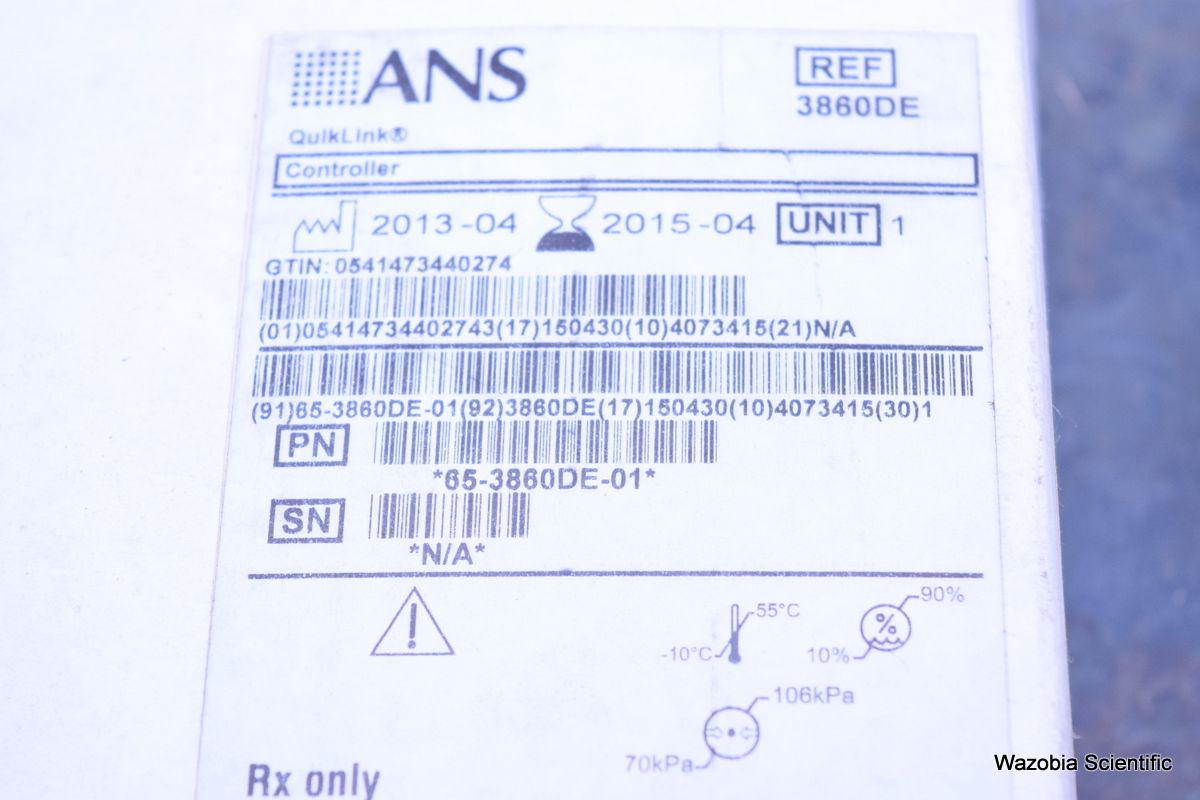 ANS
REF
3860DE
QuikLink®
Controller
2013-04 2015-04 UNIT 1
GTIN: 0541473440274
(01)05414734402743(17)150430(10)4073415(21)N/A
(91)65-3860DE-01(92)3860DE(17)150430(10)4073415(30)1
PN
*65-3860DE-01*
SN
*N/A*
55°C
-10°C
90%
%
10%
106kPa
70kPa
Rx only
Wazobia Scientific